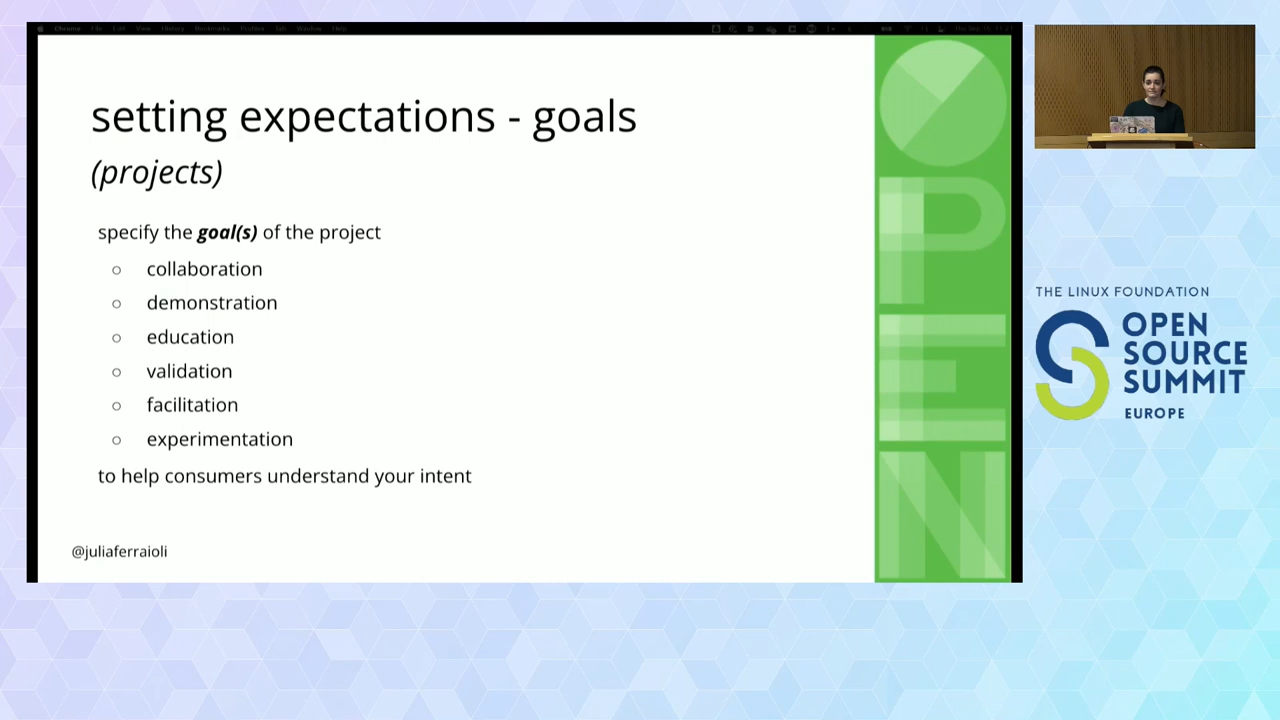 setting expectations - goals
(projects)
specify the goal(s) of the project
○ collaboration
○ demonstration
○ education
○ validation
○ facilitation
○ experimentation
to help consumers understand your intent
@juliaferraioli
OPEN
THE LINUX FOUNDATION
OPEN
SOURCE
SUMMIT
EUROPE